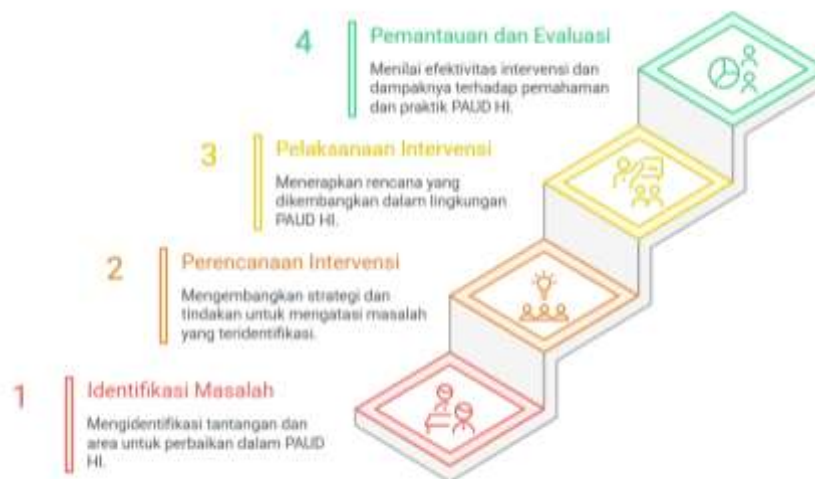 4
Pemantauan dan Evaluasi
Menilai efektivitas intervensi dan
dampaknya terhadap pemahaman
dan praktik PAUD HI.
3
Pelaksanaan Intervensi
Menerapkan rencana yang
dikembangkan dalam lingkungan
PAUD HI.
2
Perencanaan Intervensi
Mengembangkan strategi dan
tindakan untuk mengatasi masalah
yang teridentifikasi.
1
Identifikasi Masalah
Mengidentifikasi tantangan dan
area untuk perbaikan dalam PAUD
HI.